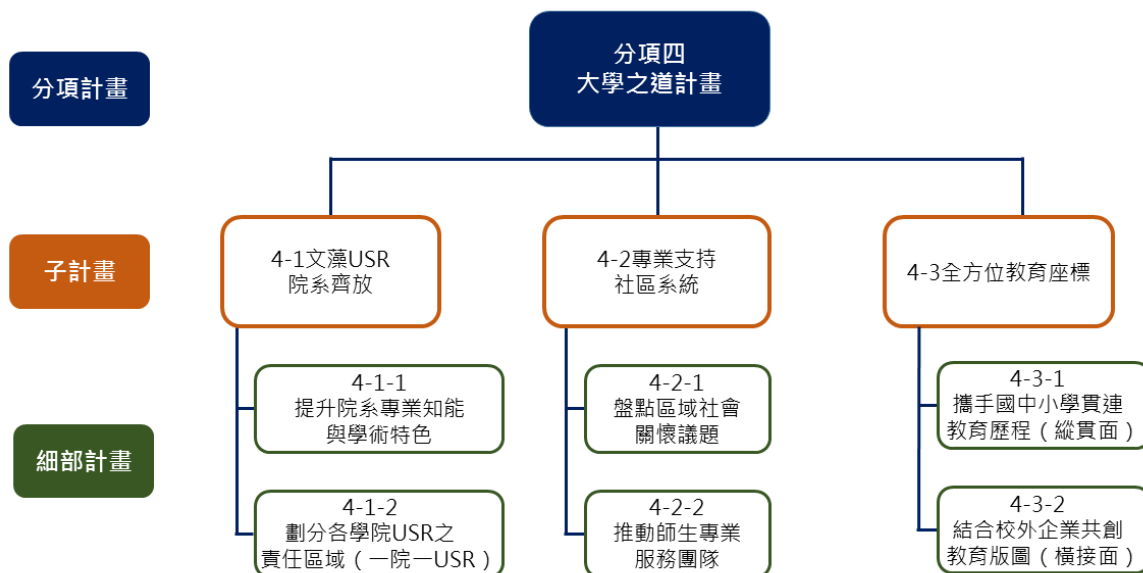 分項計畫
分項四
大學之道計畫
子計畫
4-1文藻USR
院系齊放
4-2專業支持
社區系統
4-3全方位教育座標
細部計畫
4-1-1
提升院系專業知能
與學術特色
4-2-1
盤點區域社會
關懷議題
4-3-1
攜手國中小學貫連
教育歷程（縱貫面）
4-1-2
劃分各學院USR之
責任區域（一院一USR）
4-2-2
推動師生專業
服務團隊
4-3-2
結合校外企業共創
教育版圖（橫接面）